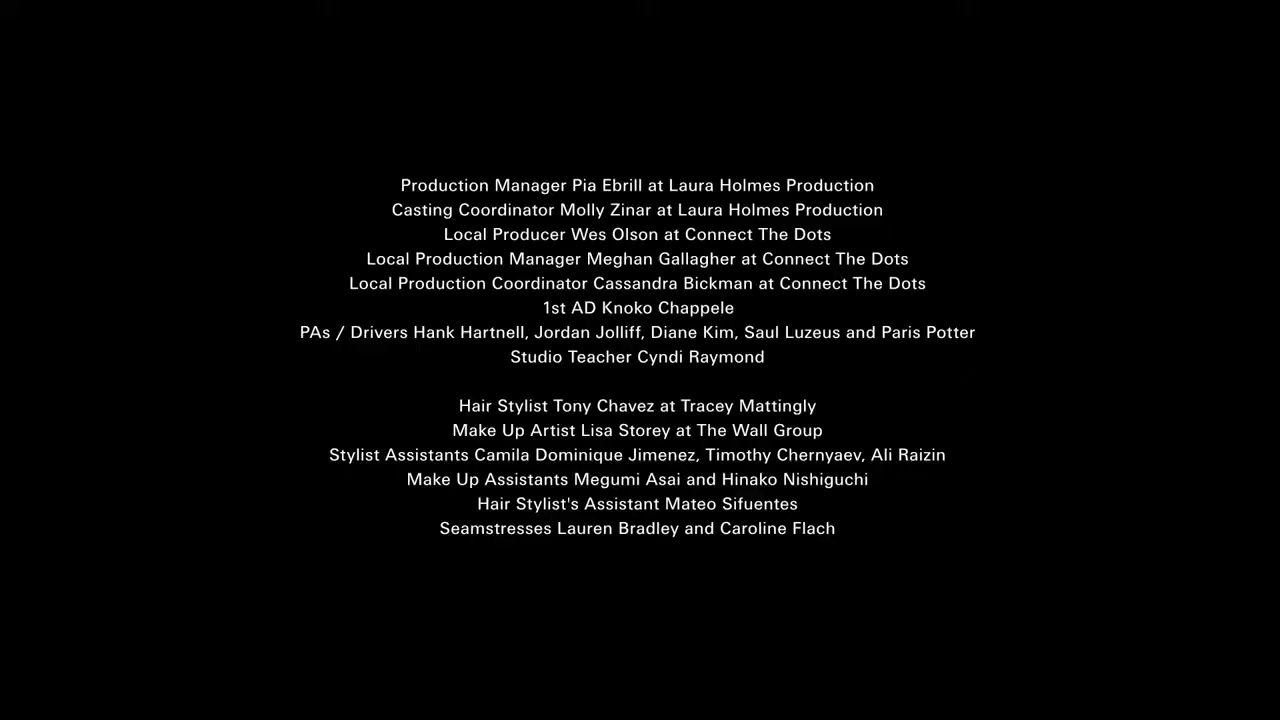 Production Manager Pia Ebrill at Laura Holmes Production
Casting Coordinator Molly Zinar at Laura Holmes Production
Local Producer Wes Olson at Connect The Dots
Local Production Manager Meghan Gallagher at Connect The Dots
Local Production Coordinator Cassandra Bickman at Connect The Dots
1st AD Knoko Chappele
PAs / Drivers Hank Hartnell, Jordan Jolliff, Diane Kim, Saul Luzeus and Paris Potter
Studio Teacher Cyndi Raymond
Hair Stylist Tony Chavez at Tracey Mattingly
Make Up Artist Lisa Storey at The Wall Group
Stylist Assistants Camila Dominique Jimenez, Timothy Chernyaev, Ali Raizin
Make Up Assistants Megumi Asai and Hinako Nishiguchi
Hair Stylist's Assistant Mateo Sifuentes
Seamstresses Lauren Bradley and Caroline Flach